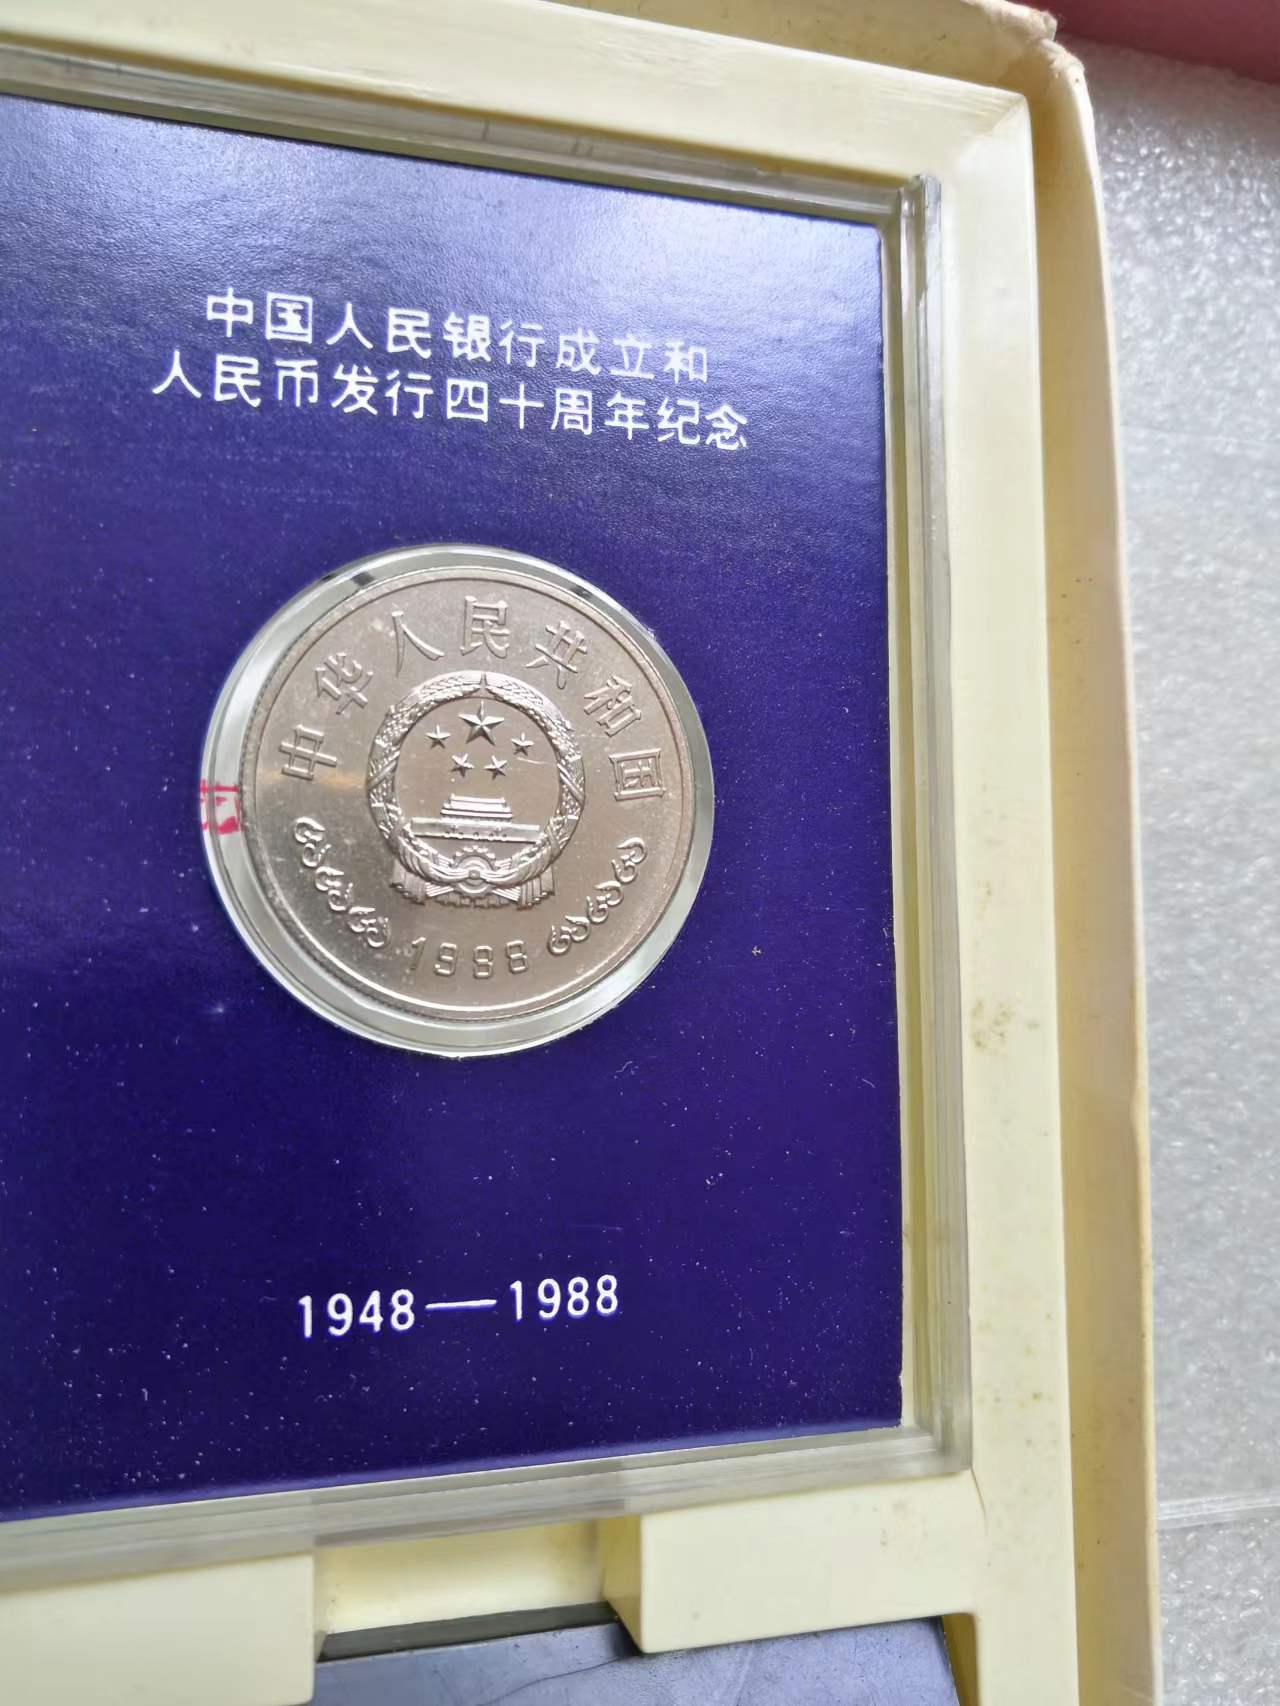 中国人民银行成立和
人民币发行四十周年纪念
中华人民共和国
1988
1948—1988